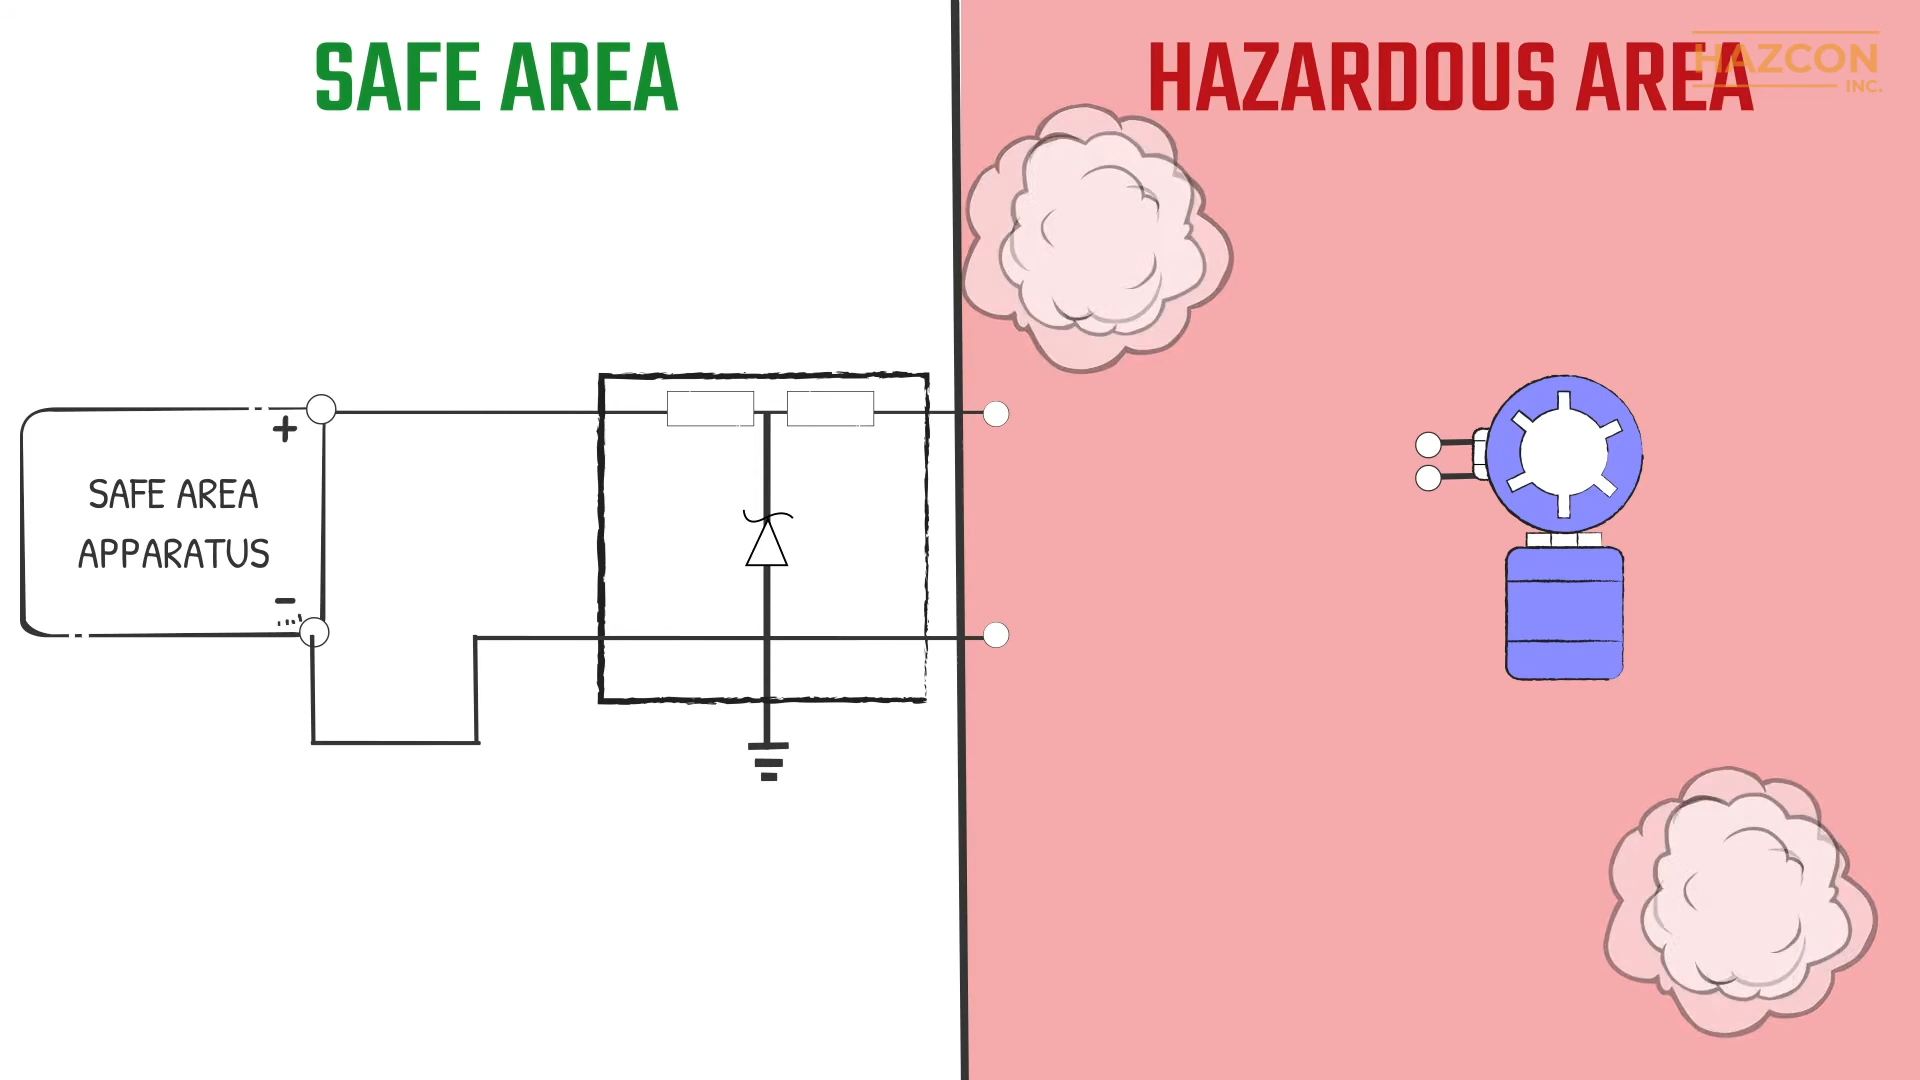 SAFE AREA
HAZARDOUS AREA
HAZCON
INC.
+
SAFE AREA
APPARATUS
-